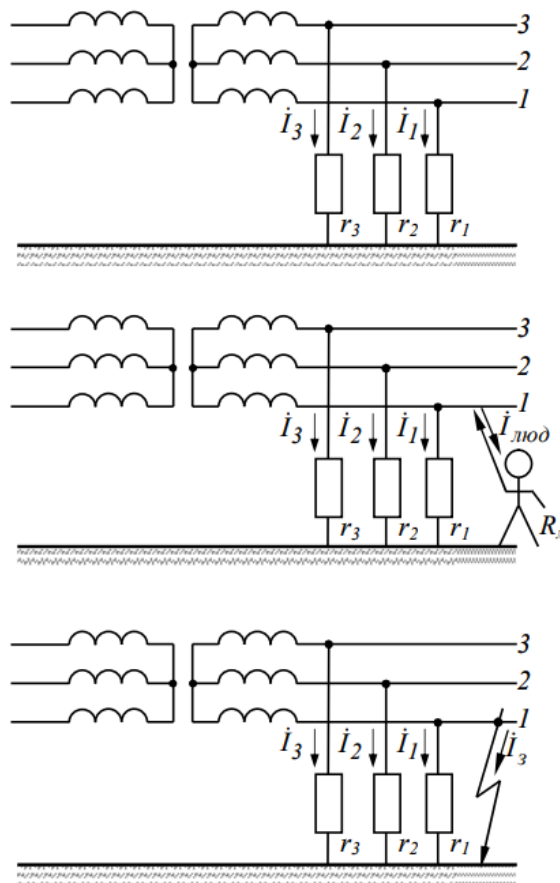 3
2
1
İ₃ İ₂ İ₁
r₃ r₂ r₁
3
2
1
İ₃ İ₂ İ₁ İлюд
r₃ r₂ r₁ R
3
2
1
İ₃ İ₂ İ₁ İз
r₃ r₂ r₁